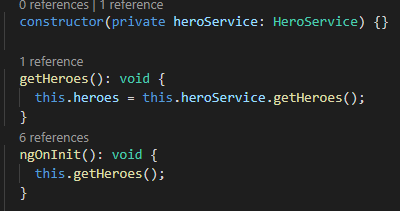 0 references | 1 reference
constructor(private heroService: HeroService) {}
1 reference
getHeroes(): void {
this.heroes = this.heroService.getHeroes();
}
6 references
ngOnInit(): void {
this.getHeroes();
}